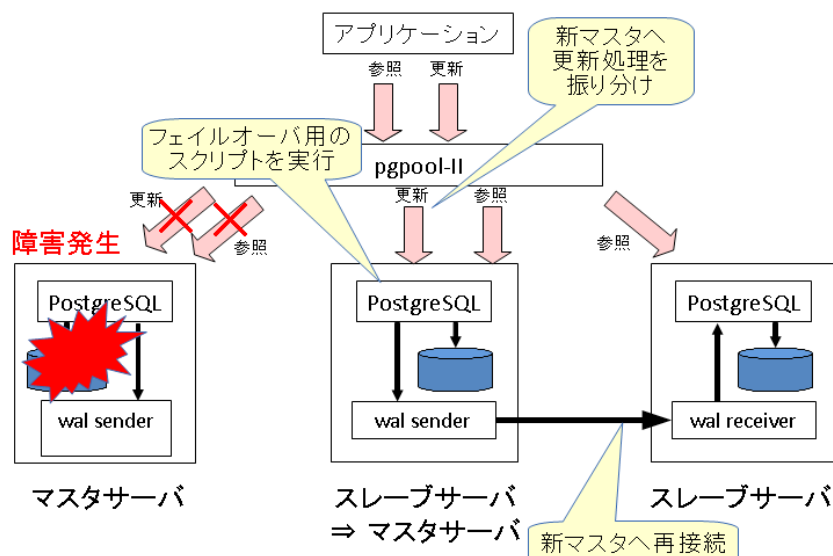 アプリケーション
参照
更新
新マスタへ
更新処理を
振り分け
フェイルオーバ用の
スクリプトを実行
pgpool-II
更新
参照
更新
参照
参照
障害発生
PostgreSQL
wal sender
マスタサーバ
PostgreSQL
wal sender
スレーブサーバ
⇒ マスタサーバ
PostgreSQL
wal receiver
スレーブサーバ
新マスタへ再接続